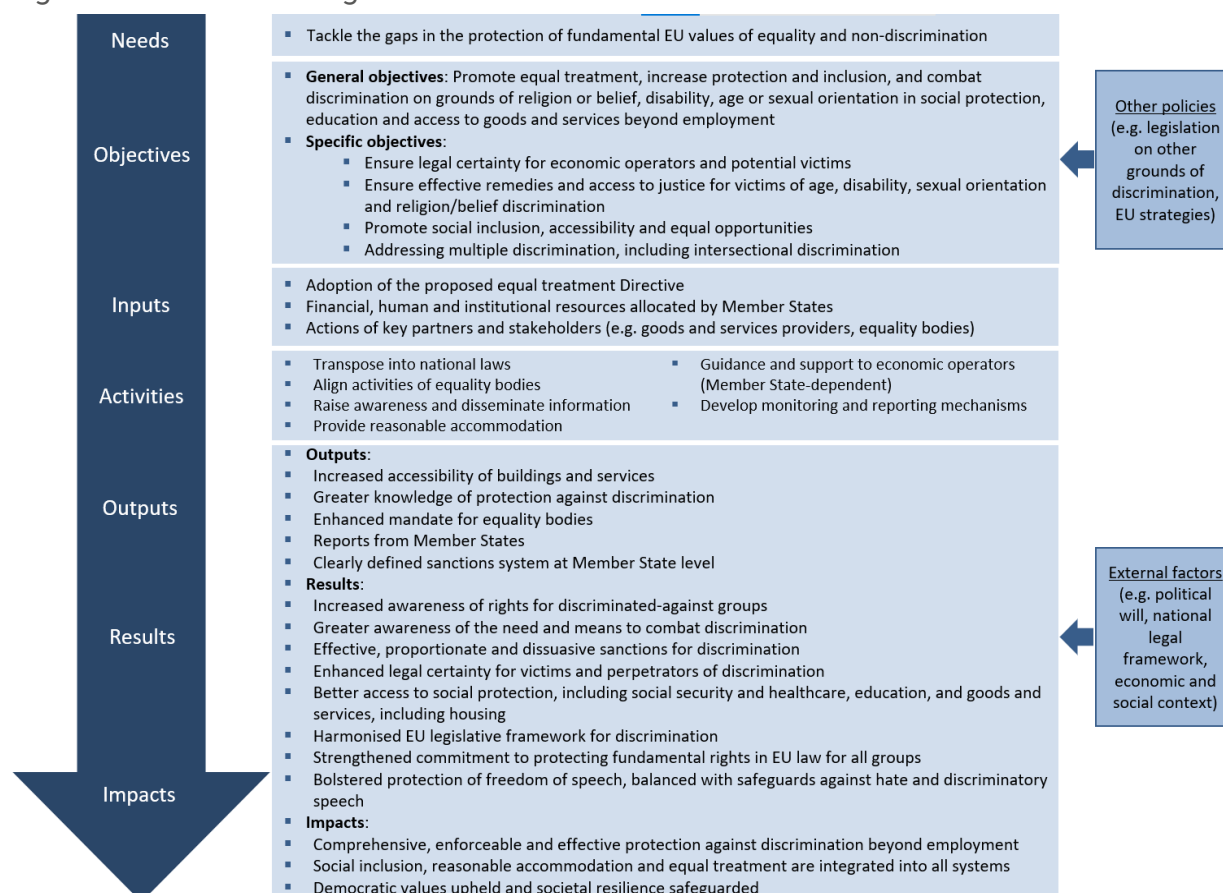 Needs
Tackle the gaps in the protection of fundamental EU values of equality and non-discrimination
Objectives
General objectives: Promote equal treatment, increase protection and inclusion, and combat
discrimination on grounds of religion or belief, disability, age or sexual orientation in social protection,
education and access to goods and services beyond employment
Specific objectives:
Ensure legal certainty for economic operators and potential victims
Ensure effective remedies and access to justice for victims of age, disability, sexual orientation
and religion/belief discrimination
Promote social inclusion, accessibility and equal opportunities
Addressing multiple discrimination, including intersectional discrimination
Other policies
(e.g. legislation
on other
grounds of
discrimination,
EU strategies)
Inputs
Adoption of the proposed equal treatment Directive
Financial, human and institutional resources allocated by Member States
Actions of key partners and stakeholders (e.g. goods and services providers, equality bodies)
Activities
Transpose into national laws
Align activities of equality bodies
Raise awareness and disseminate information
Provide reasonable accommodation
Guidance and support to economic operators
(Member State-dependent)
Develop monitoring and reporting mechanisms
Outputs
Outputs:
Increased accessibility of buildings and services
Greater knowledge of protection against discrimination
Enhanced mandate for equality bodies
Reports from Member States
Clearly defined sanctions system at Member State level
Results
Results:
Increased awareness of rights for discriminated-against groups
Greater awareness of the need and means to combat discrimination
Effective, proportionate and dissuasive sanctions for discrimination
Enhanced legal certainty for victims and perpetrators of discrimination
Better access to social protection, including social security and healthcare, education, and goods and
services, including housing
Harmonised EU legislative framework for discrimination
Strengthened commitment to protecting fundamental rights in EU law for all groups
Bolstered protection of freedom of speech, balanced with safeguards against hate and discriminatory
speech
External factors
(e.g. political
will, national
legal
framework,
economic and
social context)
Impacts
Impacts:
Comprehensive, enforceable and effective protection against discrimination beyond employment
Social inclusion, reasonable accommodation and equal treatment are integrated into all systems
Democratic values upheld and societal resilience safeguarded